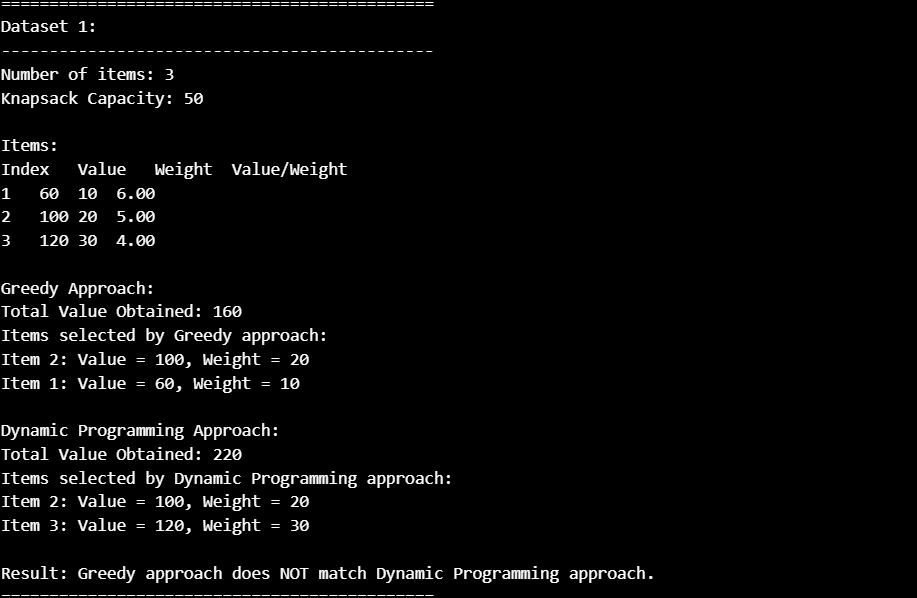 =============================================
Dataset 1:
---------------------------------------------
Number of items: 3
Knapsack Capacity: 50
Items:
Index   Value   Weight  Value/Weight
1   60  10  6.00
2   100 20  5.00
3   120 30  4.00
Greedy Approach:
Total Value Obtained: 160
Items selected by Greedy approach:
Item 2: Value = 100, Weight = 20
Item 1: Value = 60, Weight = 10
Dynamic Programming Approach:
Total Value Obtained: 220
Items selected by Dynamic Programming approach:
Item 2: Value = 100, Weight = 20
Item 3: Value = 120, Weight = 30
Result: Greedy approach does NOT match Dynamic Programming approach.
=============================================